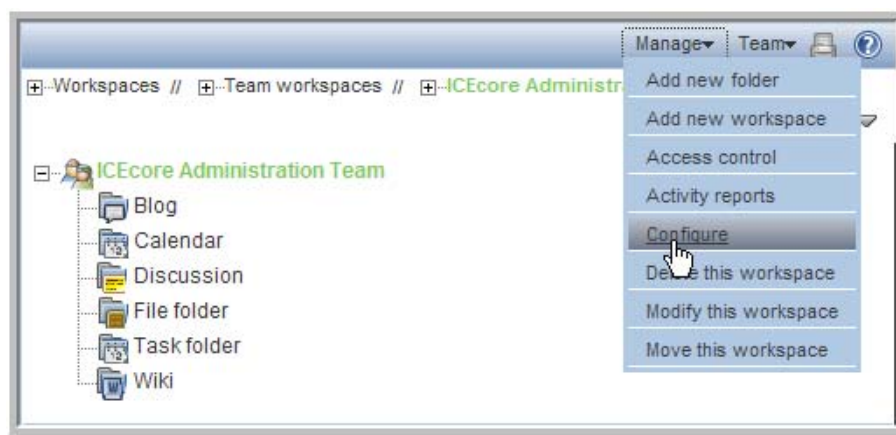 Manage Team
Workspaces // Team workspaces // ICEcore Administr
Add new folder
Add new workspace
Access control
Activity reports
Configure
Delete this workspace
Modify this workspace
Move this workspace
ICEcore Administration Team
Blog
Calendar
Discussion
File folder
Task folder
Wiki